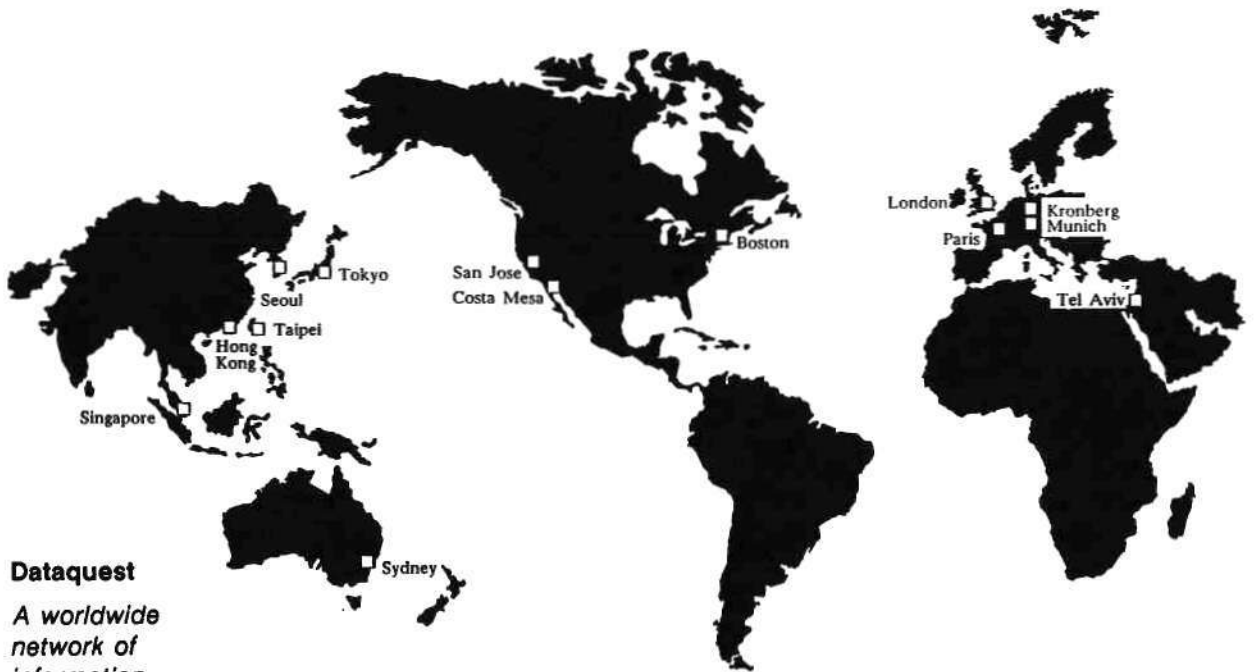 London
Kronberg
Munich
Paris
Boston
San Jose
Costa Mesa
Tokyo
Seoul
Tel Aviv
Taipei
Hong
Kong
Singapore
Sydney
Dataquest
A worldwide
network of